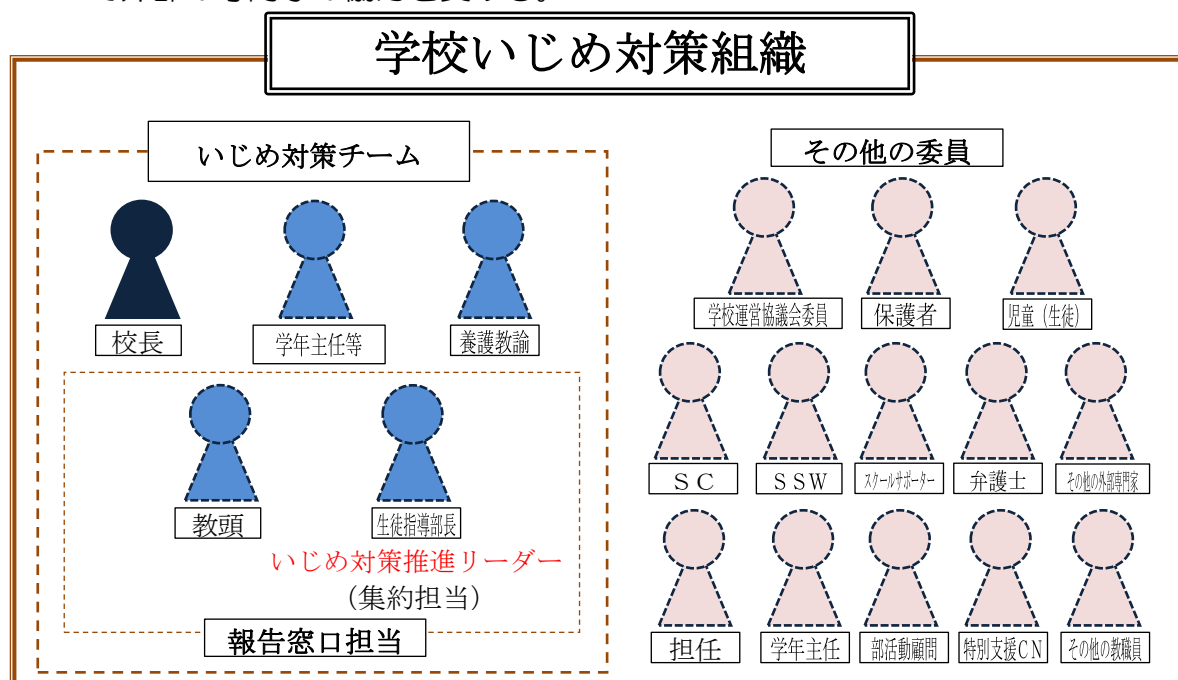 学校いじめ対策組織
いじめ対策チーム
校長
学年主任等
養護教諭
教頭
生徒指導部長
いじめ対策推進リーダー
（集約担当）
報告窓口担当
その他の委員
学校運営協議会委員
保護者
児童（生徒）
ＳＣ
ＳＳＷ
スクールサポーター
弁護士
その他の外部専門家
担任
学年主任
部活動顧問
特別支援ＣＮ
その他の教職員